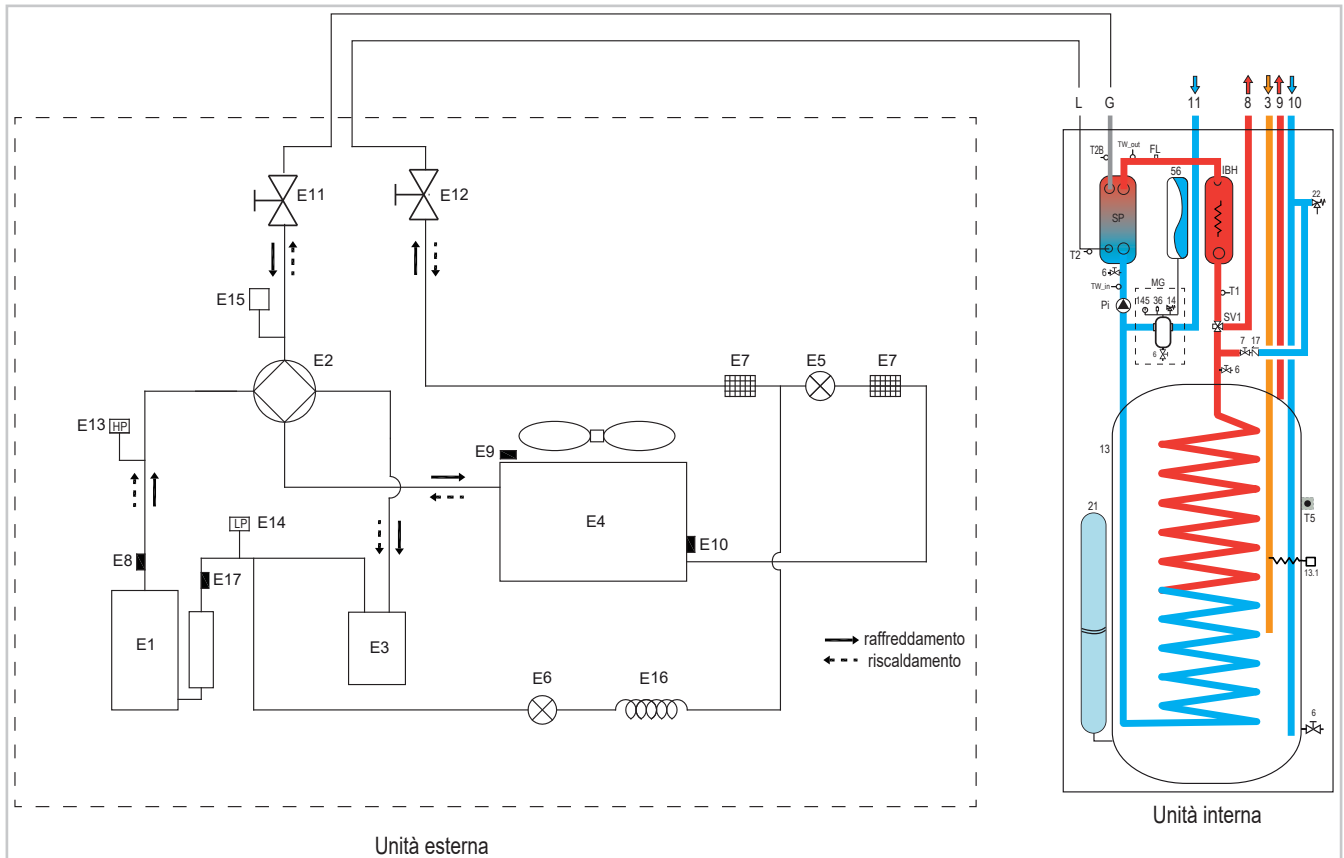 L G 11 8 3 9 10
T2B TW_out FL IBH 56 22
E11 E12
SP
T2
E15
6 TW_in MG T1
145 36 14
Pi SV1
E2 E7 E5 E7
6 7 17
6
E13 HP
E9
13
E4
21 T5
LP E14
E10
E8 E17
13.1
E1 E3
raffreddamento
riscaldamento
E6 E16
6
Unità interna
Unità esterna